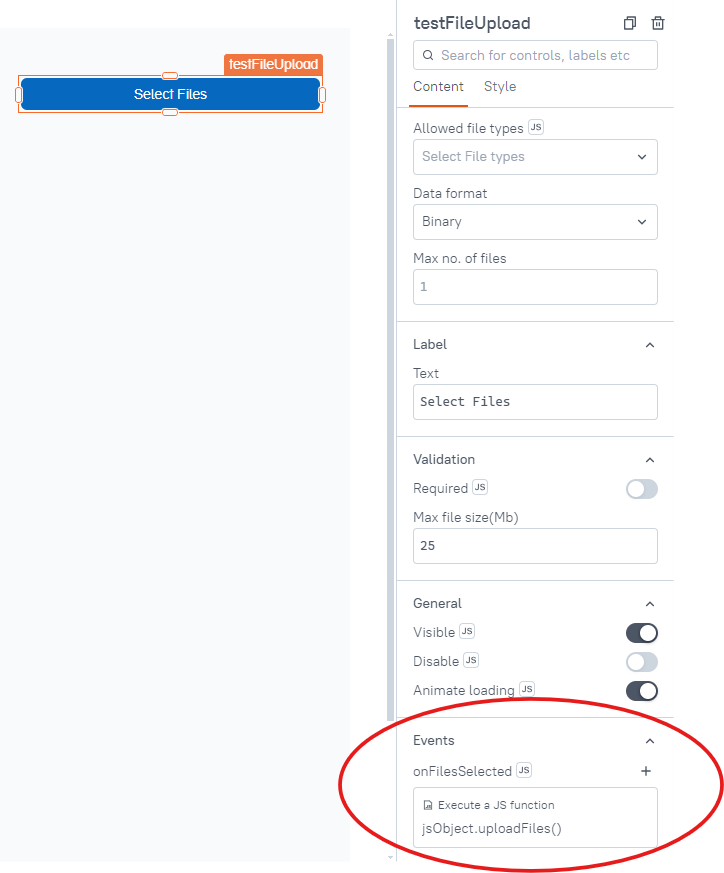 testFileUpload
Select Files
testFileUpload
Search for controls, labels etc
Content Style
Allowed file types JS
Select File types
Data format
Binary
Max no. of files
1
Label
Text
Select Files
Validation
Required JS
Max file size(Mb)
25
General
Visible JS
Disable JS
Animate loading JS
Events
onFilesSelected JS +
Execute a JS function
jsObject.uploadFiles()